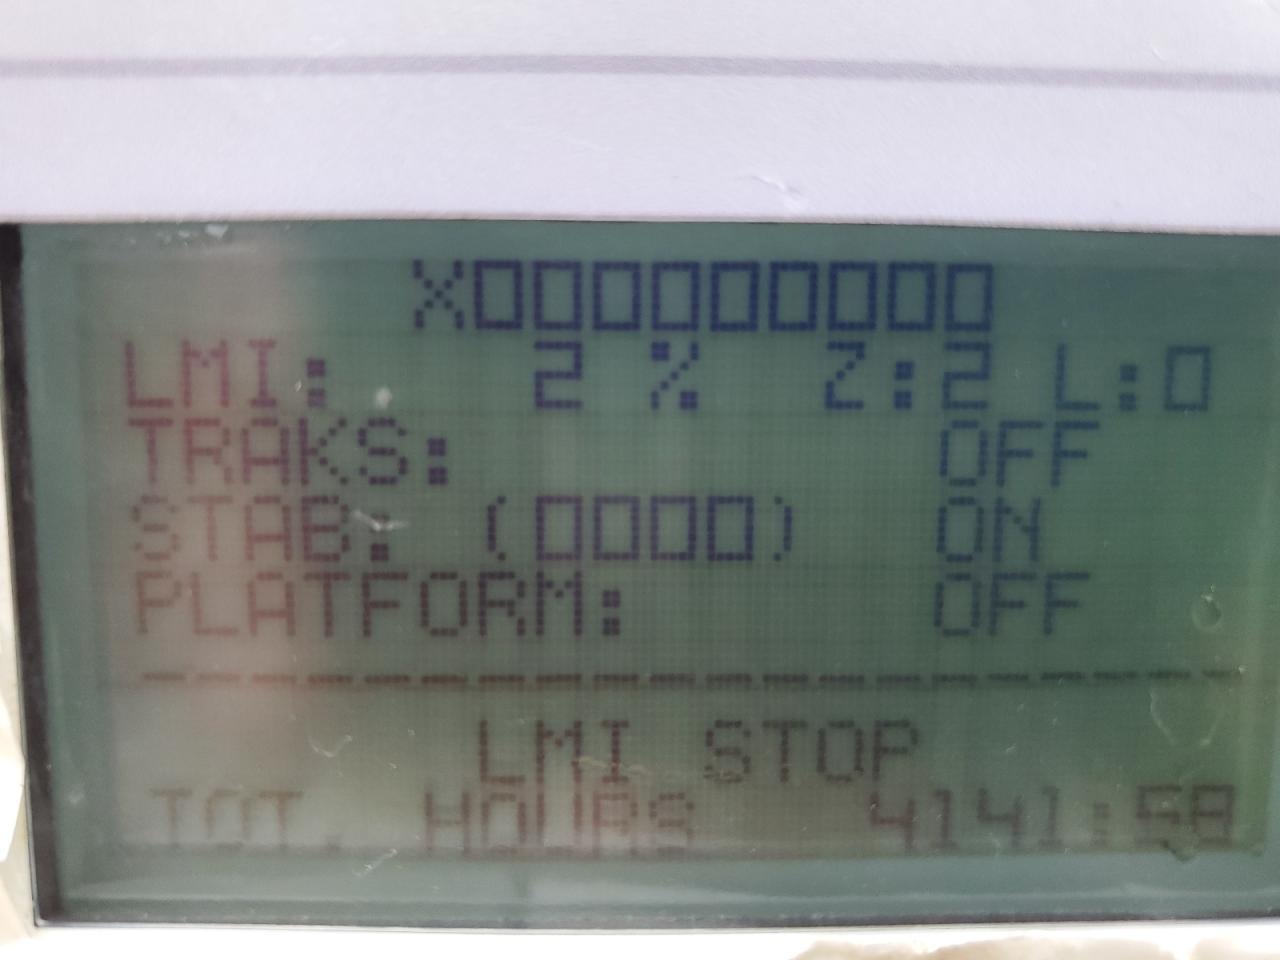 X000000000
LMI: 2 % Z:2 L:0
TRAKS: OFF
STAB: (0000) ON
PLATFORM: OFF
--------------------
LMI STOP
TOT. HOURS 4141:58